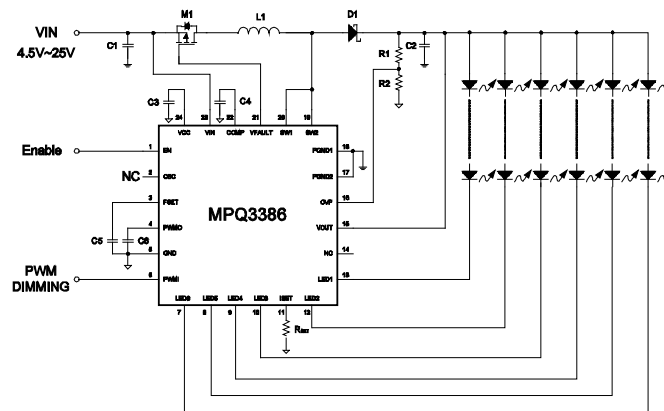 M1
L1
D1
VIN
4.5V~25V
C1
R1
C2
R2
C3
C4
24
23
22
21
20
19
VCC
VIN
COMP
VFAULT
SW1
SW2
Enable
1
EN
PGND1
18
NC
2
OSC
PGND2
17
3
FSET
OVP
16
MPQ3386
4
PWMO
VOUT
15
C5
C6
5
GND
NC
14
PWM
DIMMING
6
PWMI
LED1
13
LED6
LED5
LED4
LED3
ISET
LED2
7
8
9
10
11
12
RSET